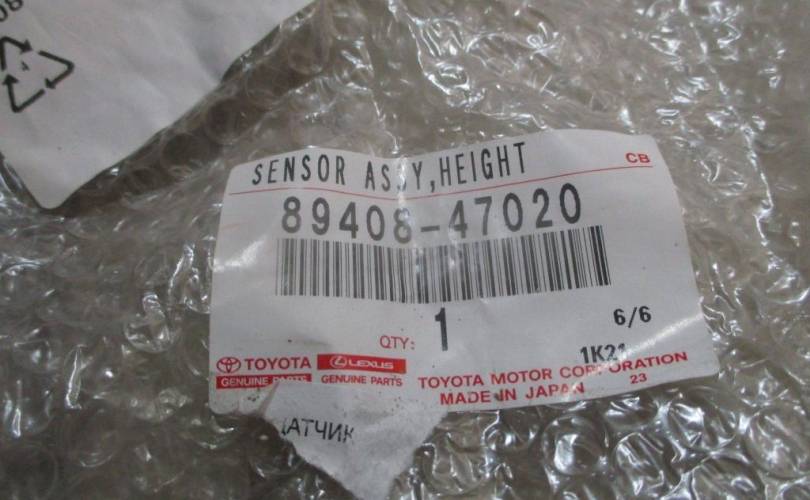 SENSOR ASSY,HEIGHT
CB
89408-47020
QTY: 1
6/6
1K21
TOYOTA LEXUS
GENUINE PARTS GENUINE PARTS
TOYOTA MOTOR CORPORATION
MADE IN JAPAN 23